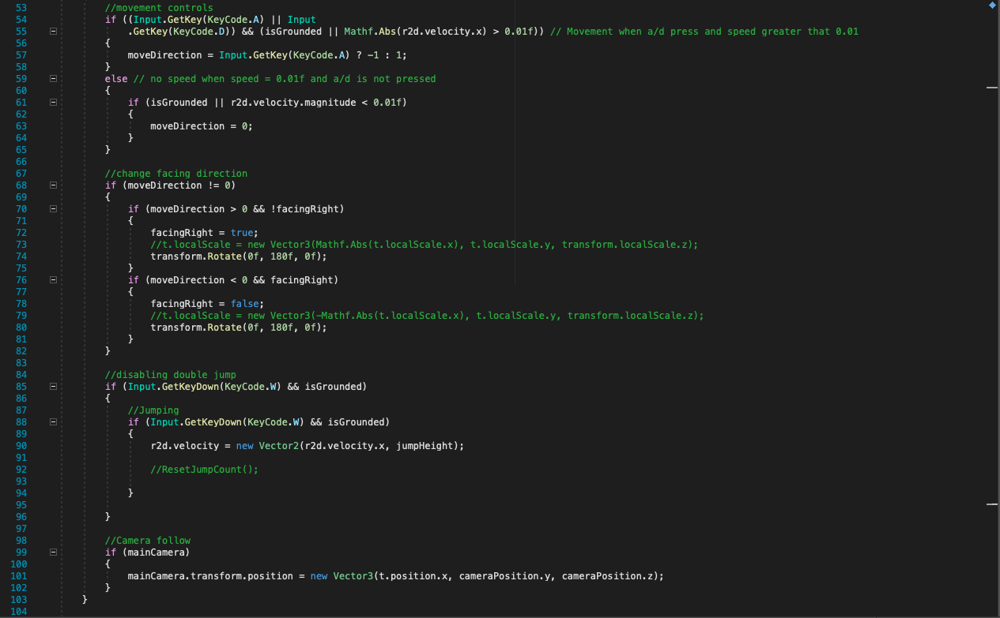 53 //movement controls
54 if ((Input.GetKey(KeyCode.A) || Input
55 .GetKey(KeyCode.D)) && (isGrounded || Mathf.Abs(r2d.velocity.x) > 0.01f)) // Movement when a/d press and speed greater that 0.01
56 {
57 moveDirection = Input.GetKey(KeyCode.A) ? -1 : 1;
58 }
59 else // no speed when speed = 0.01f and a/d is not pressed
60 {
61 if (isGrounded || r2d.velocity.magnitude < 0.01f)
62 {
63 moveDirection = 0;
64 }
65 }
66
67 //change facing direction
68 if (moveDirection != 0)
69 {
70 if (moveDirection > 0 && !facingRight)
71 {
72 facingRight = true;
73 //t.localScale = new Vector3(Mathf.Abs(t.localScale.x), t.localScale.y, transform.localScale.z);
74 transform.Rotate(0f, 180f, 0f);
75 }
76 if (moveDirection < 0 && facingRight)
77 {
78 facingRight = false;
79 //t.localScale = new Vector3(-Mathf.Abs(t.localScale.x), t.localScale.y, transform.localScale.z);
80 transform.Rotate(0f, 180f, 0f);
81 }
82 }
83
84 //disabling double jump
85 if (Input.GetKeyDown(KeyCode.W) && isGrounded)
86 {
87 //Jumping
88 if (Input.GetKeyDown(KeyCode.W) && isGrounded)
89 {
90 r2d.velocity = new Vector2(r2d.velocity.x, jumpHeight);
91
92 //ResetJumpCount();
93
94 }
95
96 }
97
98 //Camera follow
99 if (mainCamera)
100 {
101 mainCamera.transform.position = new Vector3(t.position.x, cameraPosition.y, cameraPosition.z);
102 }
103 }
104